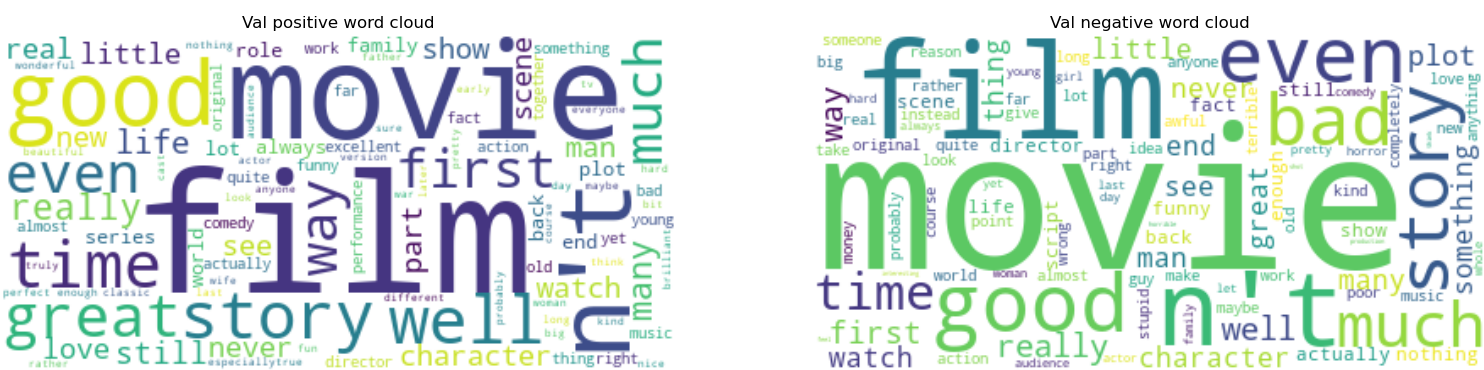 Val positive word cloud
real little nothing role work family show something
wonderful father
good movie scene together much
original audience far early tv everyone
new life lot always excellent sure fact action pretty man
beautiful actor version plot hard
even cast quite funny first later day maybe bad
really look anyone war bit
almost comedy way performance part back course young
series world see film end yet n't many brilliant
time truly actually old think watch
wife different
perfect enough classic last probably woman
great story well long kind music
big
love still never fun character thing right nice
rather especially true director
Val negative word cloud
someone reason thing long little anyone even plot
big film young girl love
rather never still comedy
way hard scene instead far give lot fact terrible bad completely story anything
real always awful new
take original quite director idea end pretty horror something
look part right enough
movie yet last day see great kind
life point funny old show
money probably course script wrong back production whole
horrible
man
interesting world woman almost guy make work many
time good n't let maybe poor music much
stupid family well
first really
feel
watch action audience actor character actually nothing